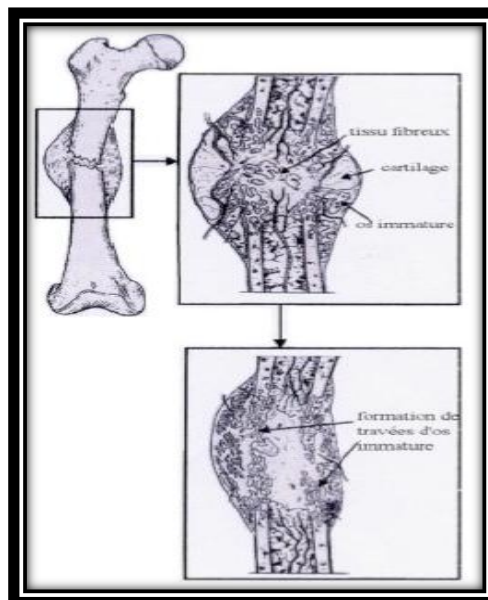 tissu fibreux
cartilage
os immature
formation de
travées d'os
immature